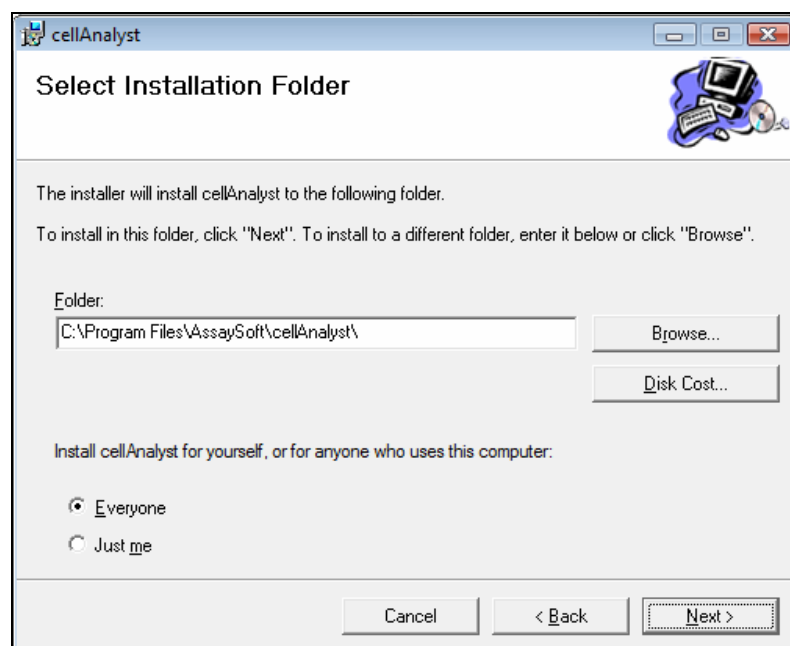 cellAnalyst
Select Installation Folder
The installer will install cellAnalyst to the following folder.
To install in this folder, click "Next". To install to a different folder, enter it below or click "Browse".
Folder:
C:\Program Files\AssaySoft\cellAnalyst\
Browse...
Disk Cost...
Install cellAnalyst for yourself, or for anyone who uses this computer:
Everyone
Just me
Cancel
< Back
Next >